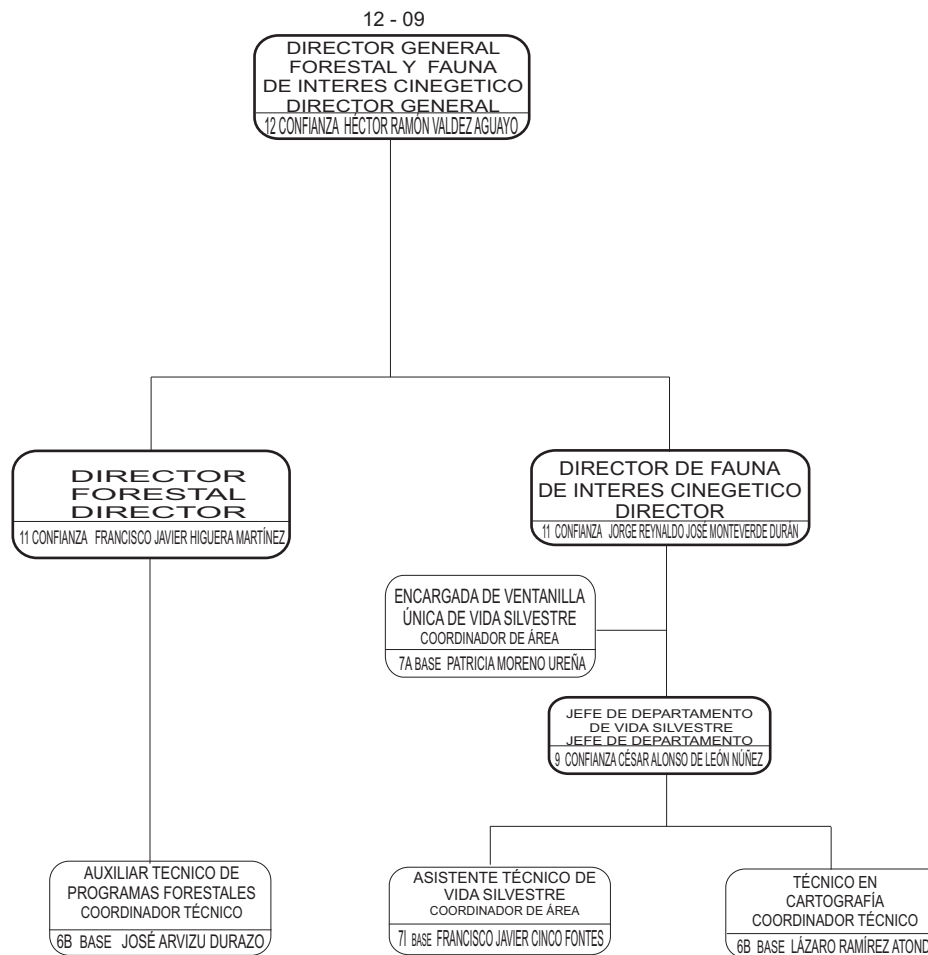 12 - 09
DIRECTOR GENERAL
FORESTAL Y FAUNA
DE INTERES CINEGETICO
DIRECTOR GENERAL
12 CONFIANZA HÉCTOR RAMÓN VALDEZ AGUAYO
DIRECTOR
FORESTAL
DIRECTOR
11 CONFIANZA FRANCISCO JAVIER HIGUERA MARTÍNEZ
DIRECTOR DE FAUNA
DE INTERES CINEGETICO
DIRECTOR
11 CONFIANZA JORGE REYNALDO JOSÉ MONTEVERDE DURÁN
ENCARGADA DE VENTANILLA
ÚNICA DE VIDA SILVESTRE
COORDINADOR DE ÁREA
7A BASE PATRICIA MORENO UREÑA
JEFE DE DEPARTAMENTO
DE VIDA SILVESTRE
JEFE DE DEPARTAMENTO
9 CONFIANZA CÉSAR ALONSO DE LEÓN NÚÑEZ
AUXILIAR TECNICO DE
PROGRAMAS FORESTALES
COORDINADOR TÉCNICO
6B BASE JOSÉ ARVIZU DURAZO
ASISTENTE TÉCNICO DE
VIDA SILVESTRE
COORDINADOR DE ÁREA
7I BASE FRANCISCO JAVIER CINCO FONTES
TÉCNICO EN
CARTOGRAFÍA
COORDINADOR TÉCNICO
6B BASE LÁZARO RAMÍREZ ATOND